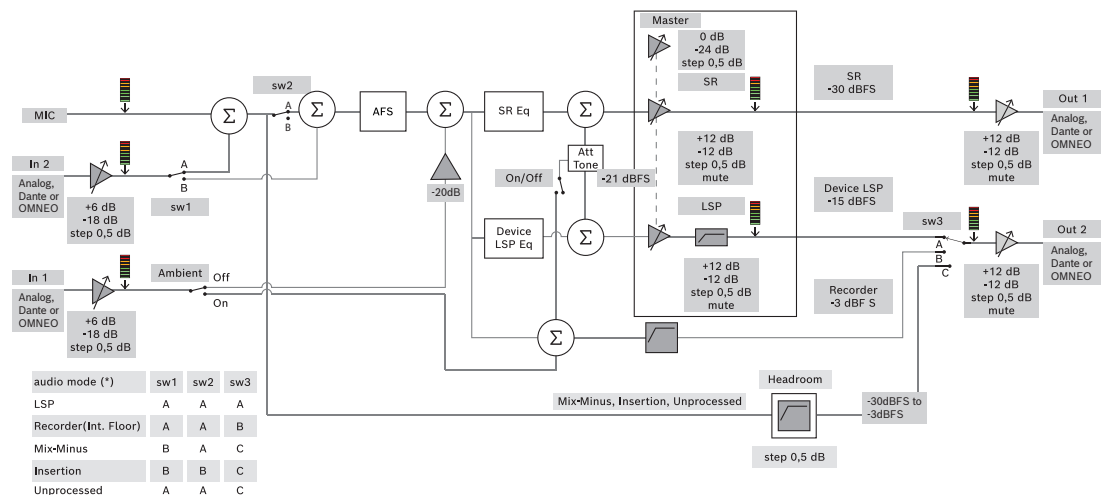 Master
0 dB
-24 dB
step 0,5 dB
SR
SR
-30 dBFS
sw2
A
B
MIC
Σ
Σ
AFS
Σ
SR Eq
Σ
Out 1
Analog,
Dante or
OMNEO
+12 dB
-12 dB
step 0,5 dB
mute
+12 dB
-12 dB
step 0,5 dB
mute
In 2
Analog,
Dante or
OMNEO
A
B
sw1
+6 dB
-18 dB
step 0,5 dB
-20dB
On/Off
Att
Tone
-21 dBFS
Device LSP
-15 dBFS
LSP
sw3
Device
LSP Eq
Σ
A
B
C
Out 2
Analog,
Dante or
OMNEO
+12 dB
-12 dB
step 0,5 dB
mute
+12 dB
-12 dB
step 0,5 dB
mute
In 1
Analog,
Dante or
OMNEO
Ambient
Off
On
+6 dB
-18 dB
step 0,5 dB
Recorder
-3 dBF S
Σ
audio mode (*) sw1 sw2 sw3
LSP A A A
Recorder(Int. Floor) A A B
Mix-Minus B A C
Insertion B B C
Unprocessed A A C
Mix-Minus, Insertion, Unprocessed
Headroom
step 0,5 dB
-30dBFS to
-3dBFS